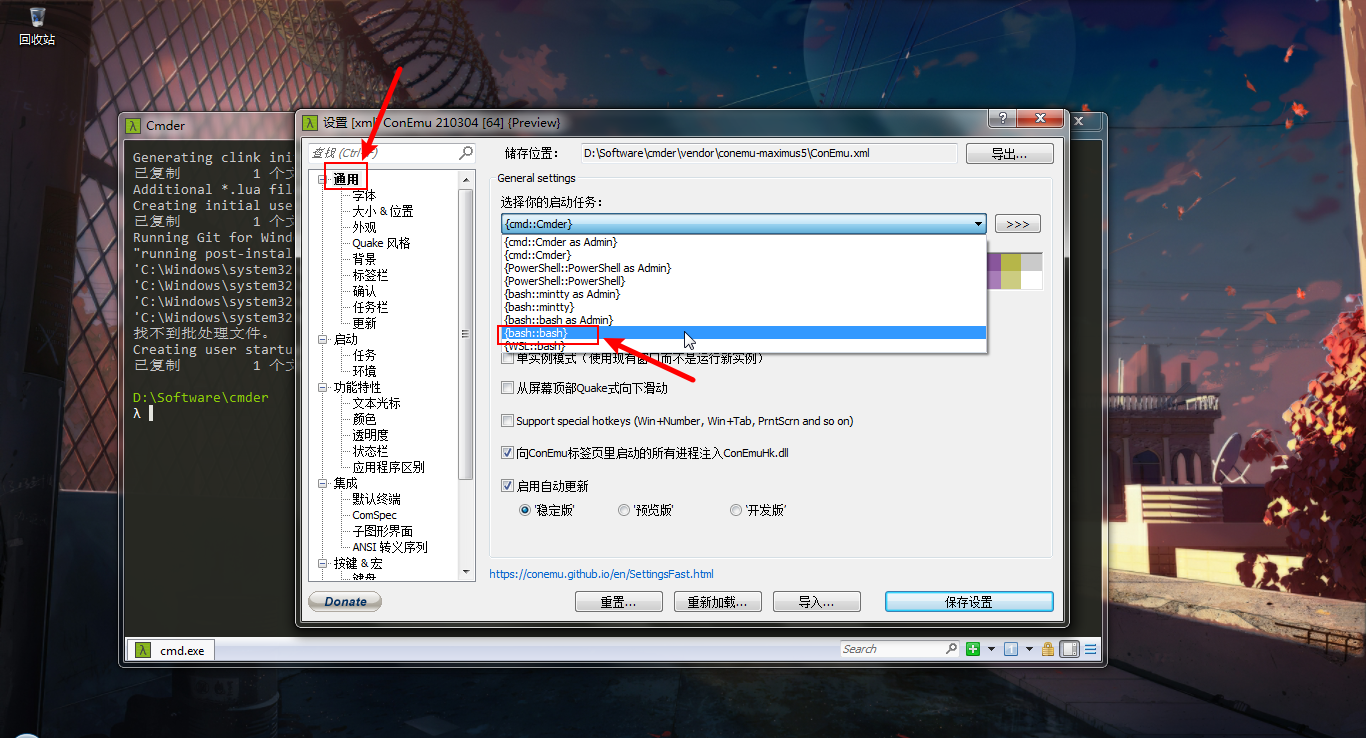 回收站
Cmder
Generating clink ini
已复制 1 个文
Additional *.lua fil
Creating initial use
已复制 1 个文
Running Git for Wind
"running post-instal
'C:\Windows\system32
'C:\Windows\system32
'C:\Windows\system32
'C:\Windows\system32
找不到批处理文件。
Creating user startu
已复制 1 个文
D:\Software\cmder
λ
cmd.exe
Search
设置 [xml] ConEmu 210304 [64] {Preview}
查找
通用
字体
大小 & 位置
外观
Quake 风格
背景
标签栏
确认
任务栏
更新
启动
任务
环境
功能特性
文本光标
颜色
透明度
状态栏
应用程序区别
集成
默认终端
ComSpec
子图形界面
ANSI 转义序列
按键 & 宏
键盘
Donate
储存位置：
D:\Software\cmder\vendor\conemu-maximus5\ConEmu.xml
导出...
General settings
选择你的启动任务：
{cmd::Cmder}
>>>
{cmd::Cmder as Admin}
{cmd::Cmder}
{PowerShell::PowerShell as Admin}
{PowerShell::PowerShell}
{bash::mintty as Admin}
{bash::mintty}
{bash::bash as Admin}
{bash::bash}
{WSL::bash}
单实例模式（使用现有窗口而不是运行新实例）
从屏幕顶部Quake式向下滑动
Support special hotkeys (Win+Number, Win+Tab, PrntScrn and so on)
向ConEmu标签页里启动的所有进程注入ConEmuHk.dll
启用自动更新
'稳定版'
'预览版'
'开发版'
https://conemu.github.io/en/SettingsFast.html
重置...
重新加载...
导入...
保存设置